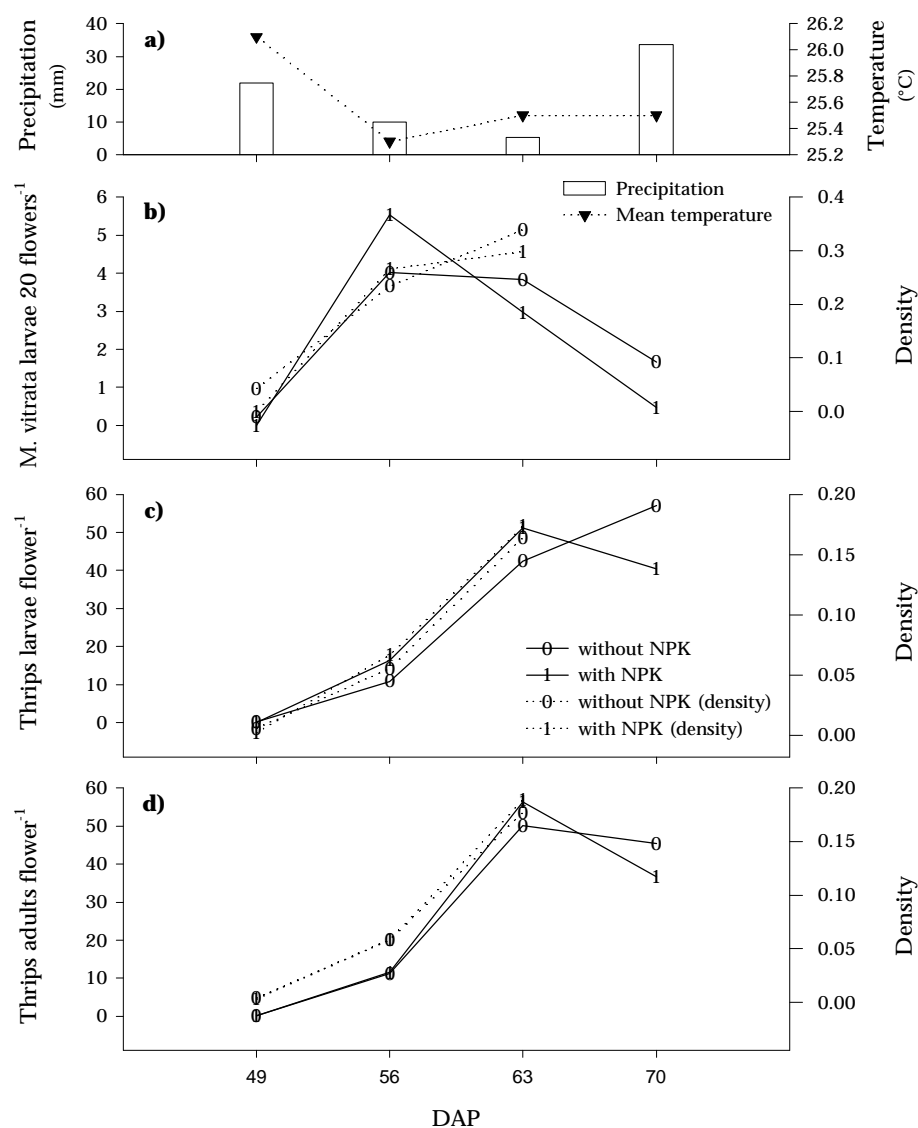 a)
Precipitation
(mm)
40
30
20
10
0
26.2
26.0
25.8
25.6
25.4
25.2
Temperature
(°C)
Precipitation
Mean temperature
b)
M. vitrata larvae 20 flowers-1
6
5
4
3
2
1
0
0.4
0.3
0.2
0.1
0.0
Density
c)
Thrips larvae flower-1
60
50
40
30
20
10
0
0.20
0.15
0.10
0.05
0.00
Density
0 without NPK
1 with NPK
0 without NPK (density)
1 with NPK (density)
d)
Thrips adults flower-1
60
50
40
30
20
10
0
0.20
0.15
0.10
0.05
0.00
Density
49 56 63 70
DAP